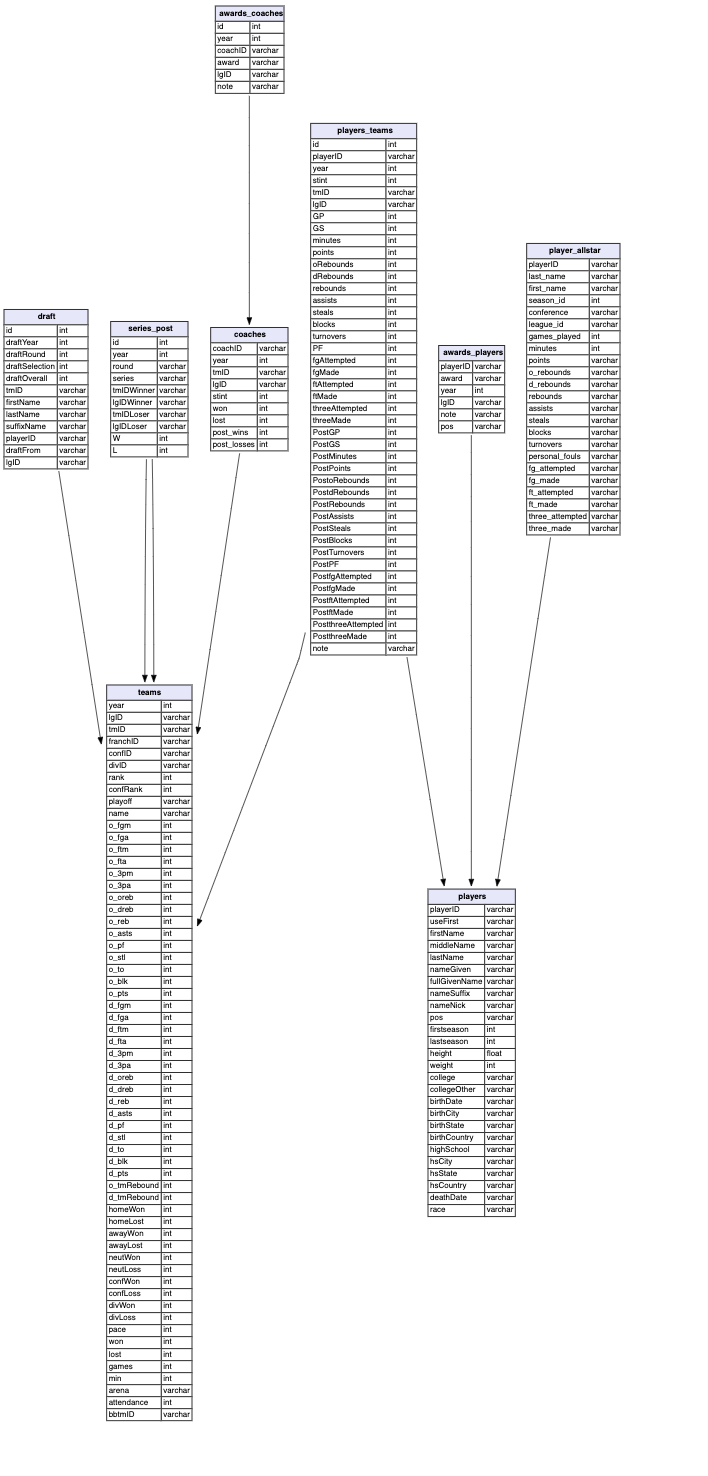 awards_coaches
id int
year int
coachID varchar
award varchar
lgID varchar
note varchar
players_teams
id int
playerID varchar
year int
stint int
tmID varchar
lgID varchar
GP int
GS int
minutes int
points int
oRebounds int
dRebounds int
rebounds int
assists int
steals int
blocks int
turnovers int
PF int
fgAttempted int
fgMade int
ftAttempted int
ftMade int
threeAttempted int
threeMade int
PostGP int
PostGS int
PostMinutes int
PostPoints int
PostoRebounds int
PostdRebounds int
PostRebounds int
PostAssists int
PostSteals int
PostBlocks int
PostTurnovers int
PostPF int
PostfgAttempted int
PostfgMade int
PostftAttempted int
PostftMade int
PostthreeAttempted int
PostthreeMade int
note varchar
player_allstar
playerID varchar
last_name varchar
first_name varchar
season_id int
conference varchar
league_id varchar
games_played int
minutes int
points varchar
o_rebounds varchar
d_rebounds varchar
rebounds varchar
assists varchar
steals varchar
blocks varchar
turnovers varchar
personal_fouls varchar
fg_attempted varchar
fg_made varchar
ft_attempted varchar
ft_made varchar
three_attempted varchar
three_made varchar
draft
id int
draftYear int
draftRound int
draftSelection int
draftOverall int
tmID varchar
firstName varchar
lastName varchar
suffixName varchar
playerID varchar
draftFrom varchar
lgID varchar
series_post
id int
year int
round varchar
series varchar
tmIDWinner varchar
lgIDWinner varchar
tmIDLoser varchar
lgIDLoser varchar
W int
L int
coaches
coachID varchar
year int
tmID varchar
lgID varchar
stint int
won int
lost int
post_wins int
post_losses int
awards_players
playerID varchar
award varchar
year int
lgID varchar
note varchar
pos varchar
teams
year int
lgID varchar
tmID varchar
franchID varchar
confID varchar
divID varchar
rank int
confRank int
playoff varchar
name varchar
o_fgm int
o_fga int
o_ftm int
o_fta int
o_3pm int
o_3pa int
o_oreb int
o_dreb int
o_reb int
o_asts int
o_pf int
o_stl int
o_to int
o_blk int
o_pts int
d_fgm int
d_fga int
d_ftm int
d_fta int
d_3pm int
d_3pa int
d_oreb int
d_dreb int
d_reb int
d_asts int
d_pf int
d_stl int
d_to int
d_blk int
d_pts int
o_tmRebound int
d_tmRebound int
homeWon int
homeLost int
awayWon int
awayLost int
neutWon int
neutLoss int
confWon int
confLoss int
divWon int
divLoss int
pace int
won int
lost int
games int
min int
arena varchar
attendance int
bbtmID varchar
players
playerID varchar
useFirst varchar
firstName varchar
middleName varchar
lastName varchar
nameGiven varchar
fullGivenName varchar
nameSuffix varchar
nameNick varchar
pos varchar
firstseason int
lastseason int
height float
weight int
college varchar
collegeOther varchar
birthDate varchar
birthCity varchar
birthState varchar
birthCountry varchar
highSchool varchar
hsCity varchar
hsState varchar
hsCountry varchar
deathDate varchar
race varchar